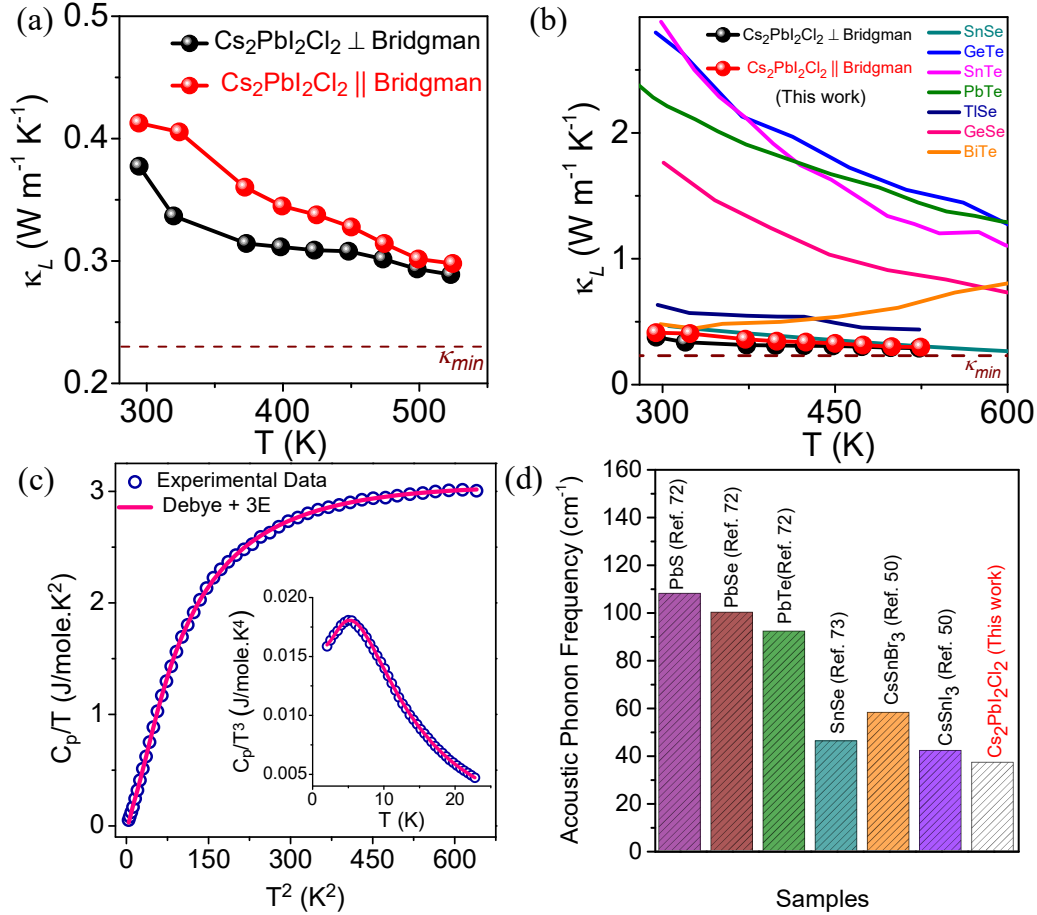 (a)
0.5
0.4
0.3
0.2
κL (W m-1 K-1)
Cs2PbI2Cl2 ⊥ Bridgman
Cs2PbI2Cl2 || Bridgman
κmin
300
400
500
T (K)
(b)
2
1
0
κL (W m-1 K-1)
Cs2PbI2Cl2 ⊥ Bridgman
Cs2PbI2Cl2 || Bridgman
(This work)
SnSe
GeTe
SnTe
PbTe
TlSe
GeSe
BiTe
κmin
300
450
600
T (K)
(c)
3
2
1
0
Cp/T (J/mole.K2)
Experimental Data
Debye + 3E
0.020
0.015
0.010
0.005
Cp/T3 (J/mole.K4)
0
10
20
T (K)
0
150
300
450
600
T2 (K2)
(d)
160
140
120
100
80
60
40
20
0
Acoustic Phonon Frequency (cm-1)
PbS (Ref. 72)
PbSe (Ref. 72)
PbTe(Ref. 72)
SnSe (Ref. 73)
CsSnBr3 (Ref. 50)
CsSnI3 (Ref. 50)
Cs2PbI2Cl2 (This work)
Samples